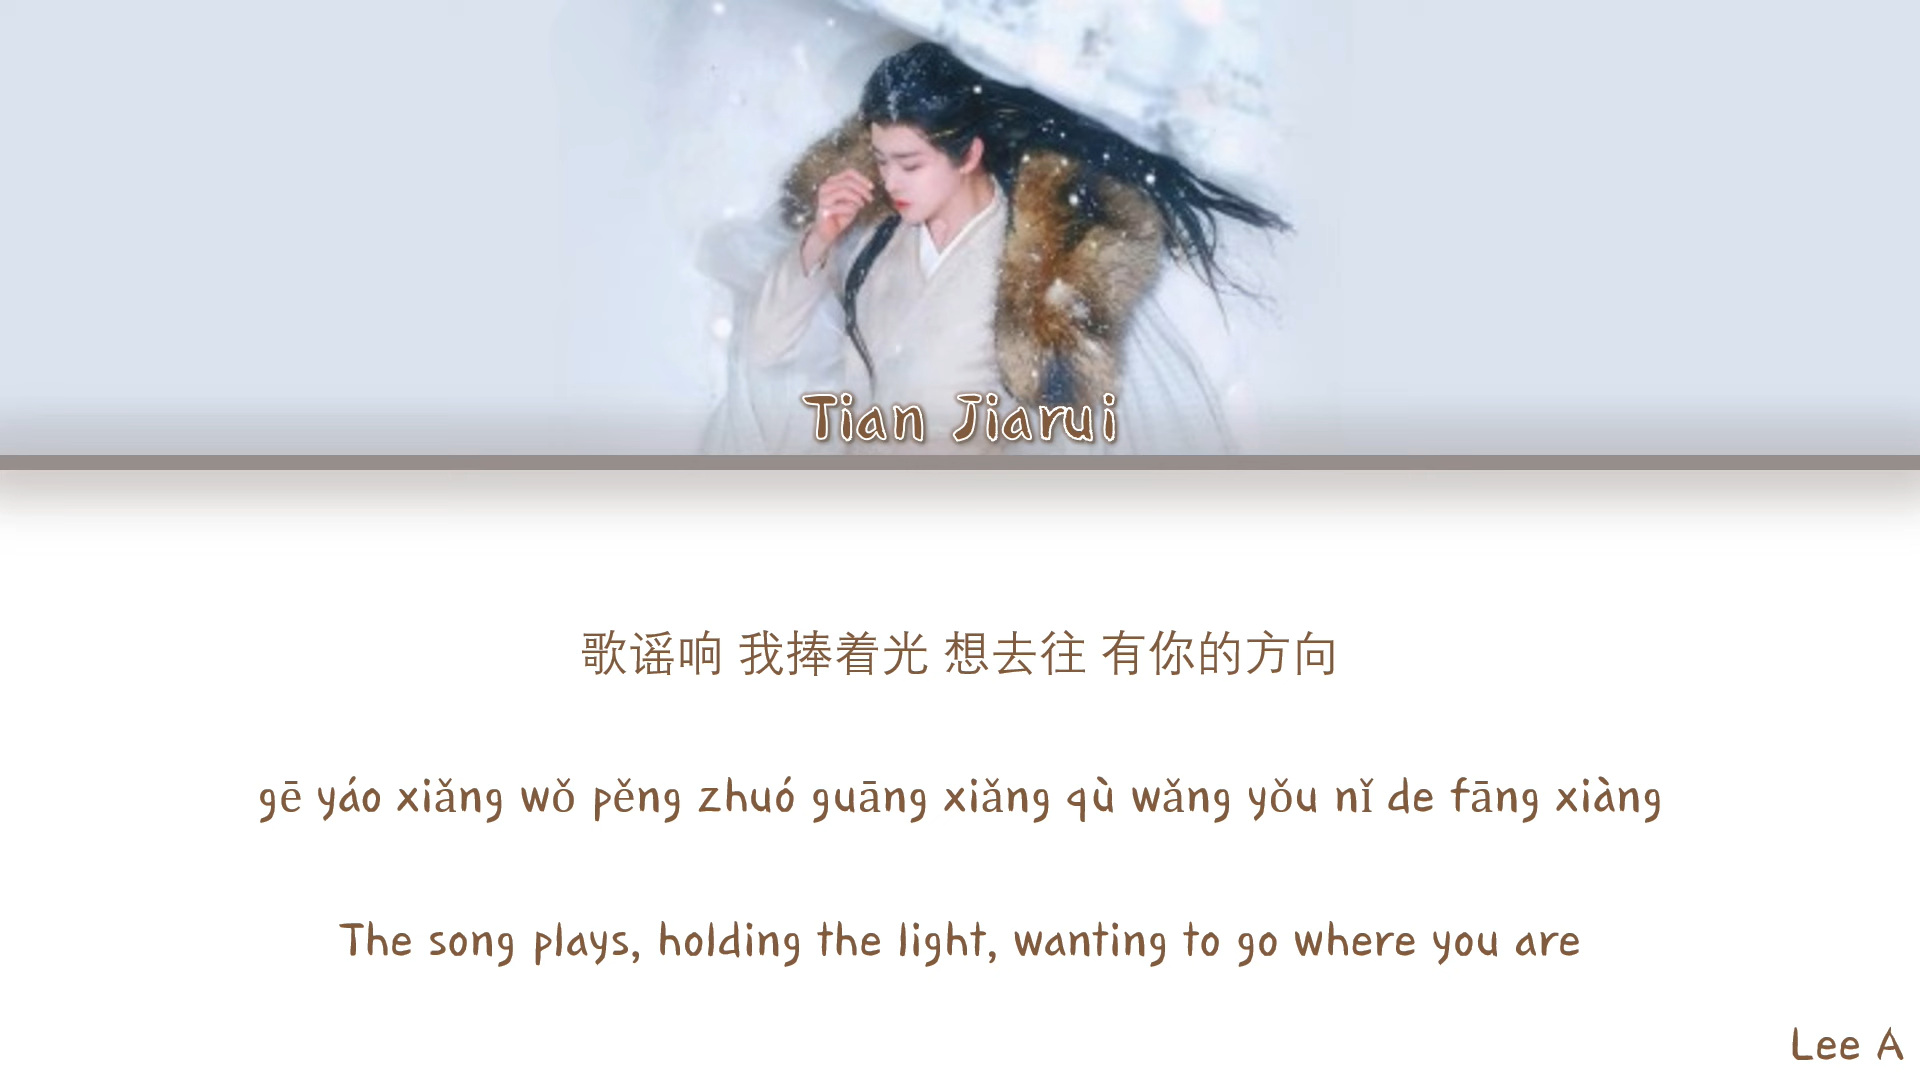 Tian Jiarui
歌谣响 我捧着光 想去往 有你的方向
gē yáo xiǎng wǒ pěng zhuó guāng xiǎng qù wǎng yǒu nǐ de fāng xiàng
The song plays, holding the light, wanting to go where you are
Lee A